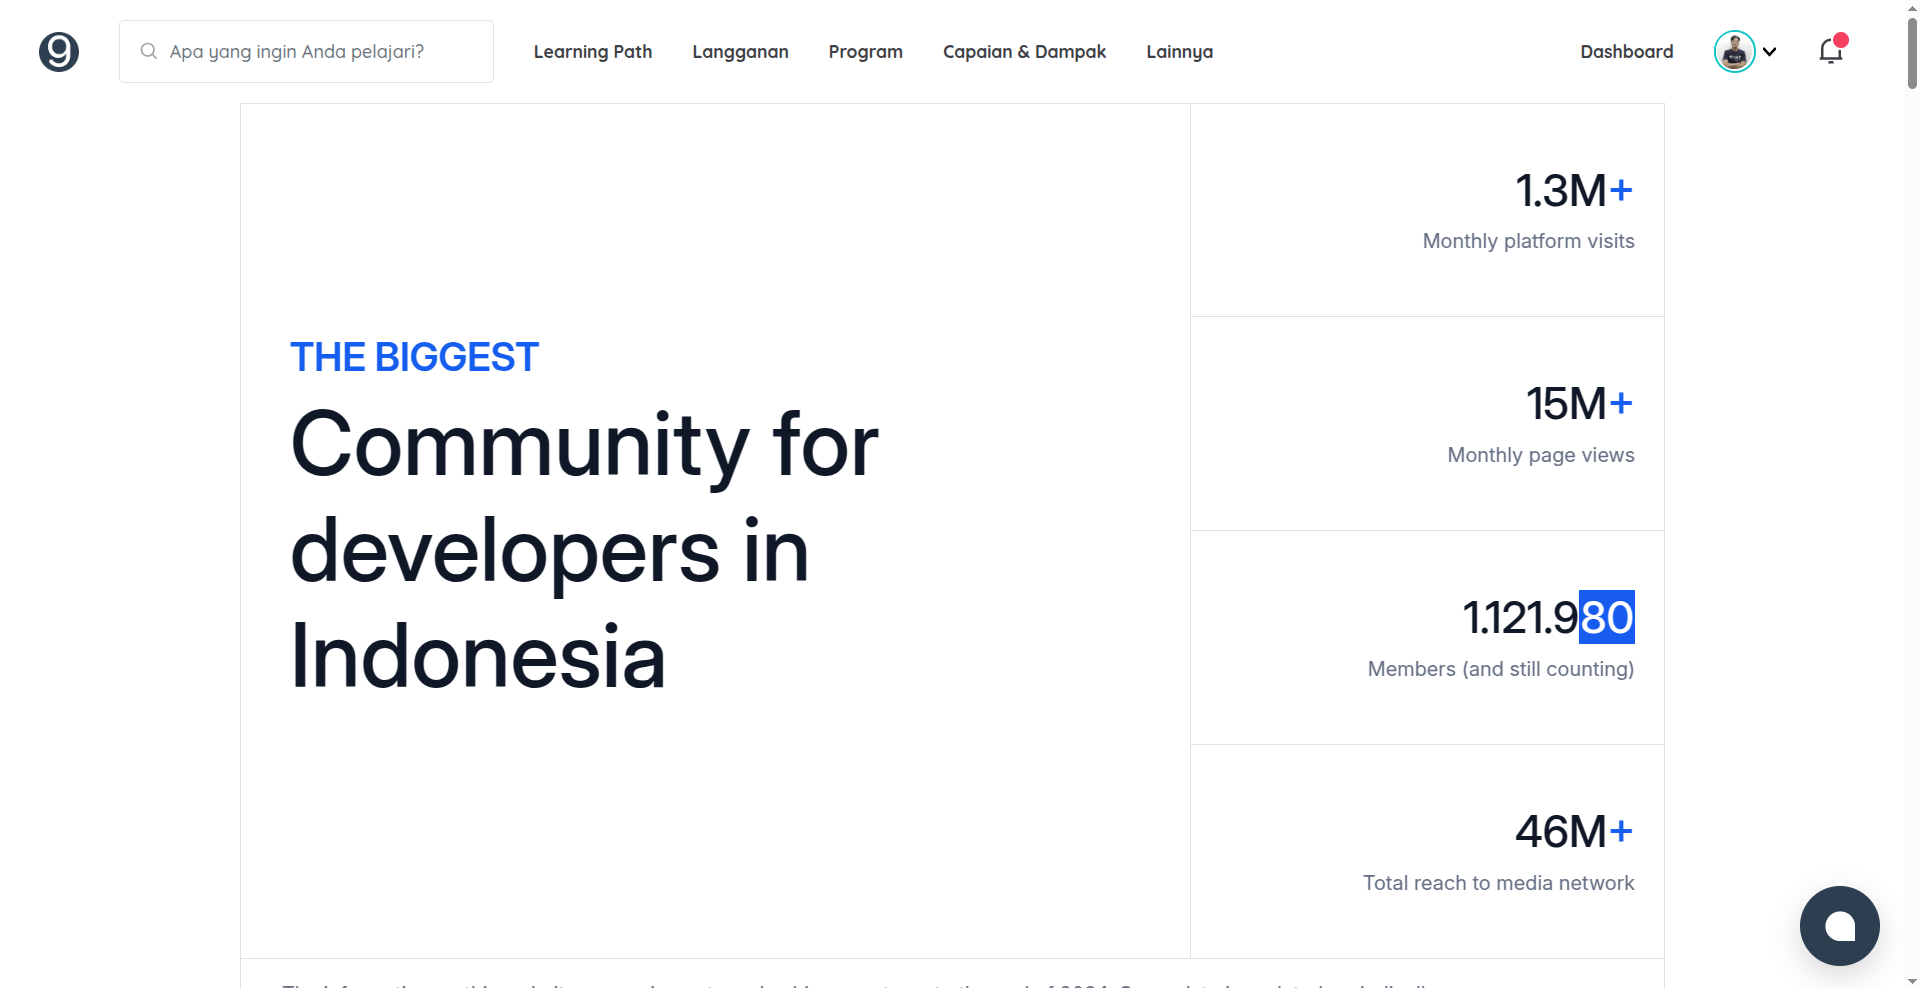 Apa yang ingin Anda pelajari?
Learning Path
Langganan
Program
Capaian & Dampak
Lainnya
Dashboard
THE BIGGEST
Community for
developers in
Indonesia
1.3M+
Monthly platform visits
15M+
Monthly page views
1.121.980
Members (and still counting)
46M+
Total reach to media network